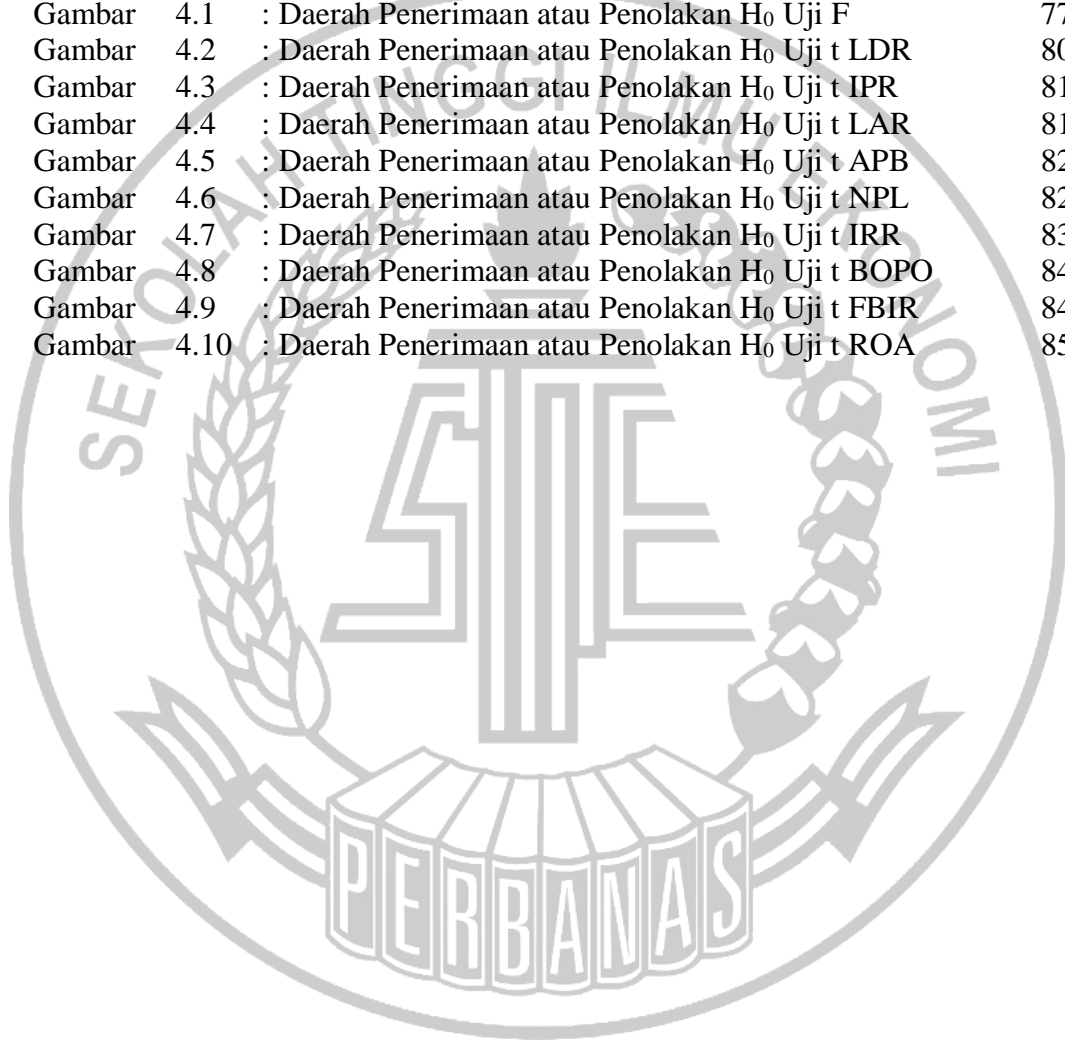 Gambar 4.1 : Daerah Penerimaan atau Penolakan H₀ Uji F 77
Gambar 4.2 : Daerah Penerimaan atau Penolakan H₀ Uji t LDR 80
Gambar 4.3 : Daerah Penerimaan atau Penolakan H₀ Uji t IPR 81
Gambar 4.4 : Daerah Penerimaan atau Penolakan H₀ Uji t LAR 81
Gambar 4.5 : Daerah Penerimaan atau Penolakan H₀ Uji t APB 82
Gambar 4.6 : Daerah Penerimaan atau Penolakan H₀ Uji t NPL 82
Gambar 4.7 : Daerah Penerimaan atau Penolakan H₀ Uji t IRR 83
Gambar 4.8 : Daerah Penerimaan atau Penolakan H₀ Uji t BOPO 84
Gambar 4.9 : Daerah Penerimaan atau Penolakan H₀ Uji t FBIR 84
Gambar 4.10 : Daerah Penerimaan atau Penolakan H₀ Uji t ROA 85
SEKOLAH TINGGI ILMU EKONOMI
STIE
PERBANAS